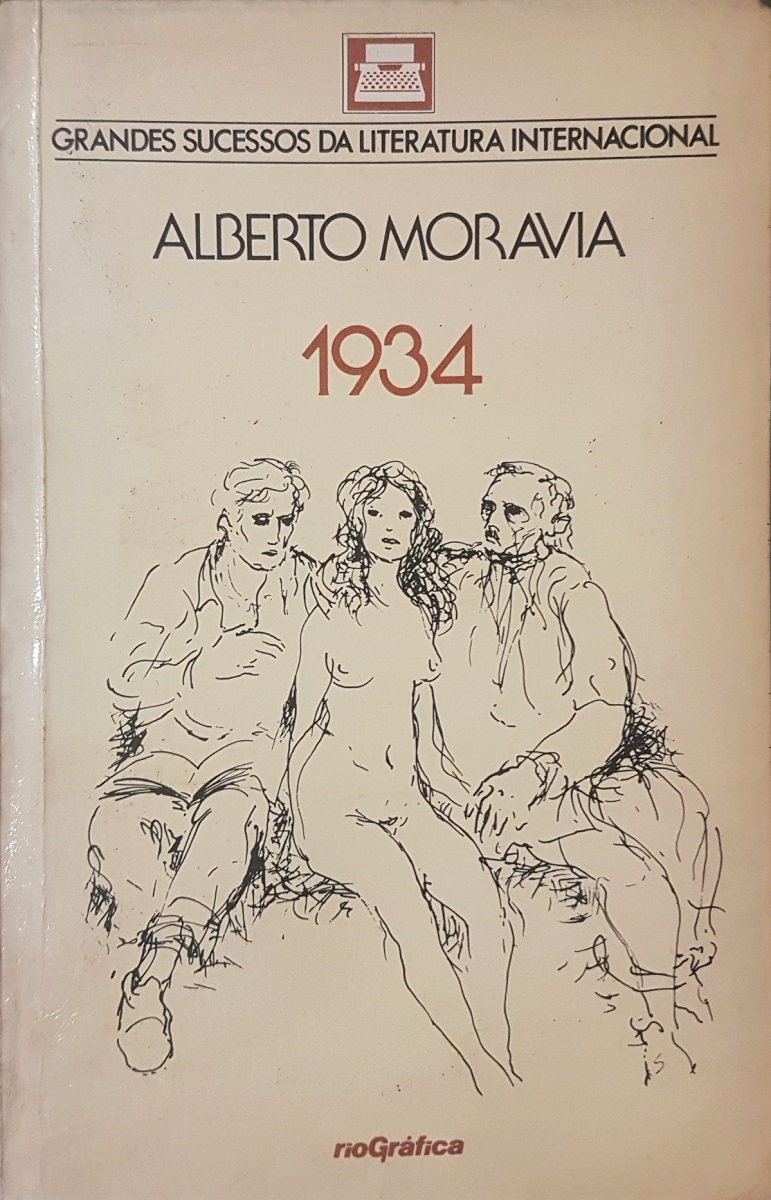 GRANDES SUCESSOS DA LITERATURA INTERNACIONAL
ALBERTO MORAVIA
1934
rioGráfica